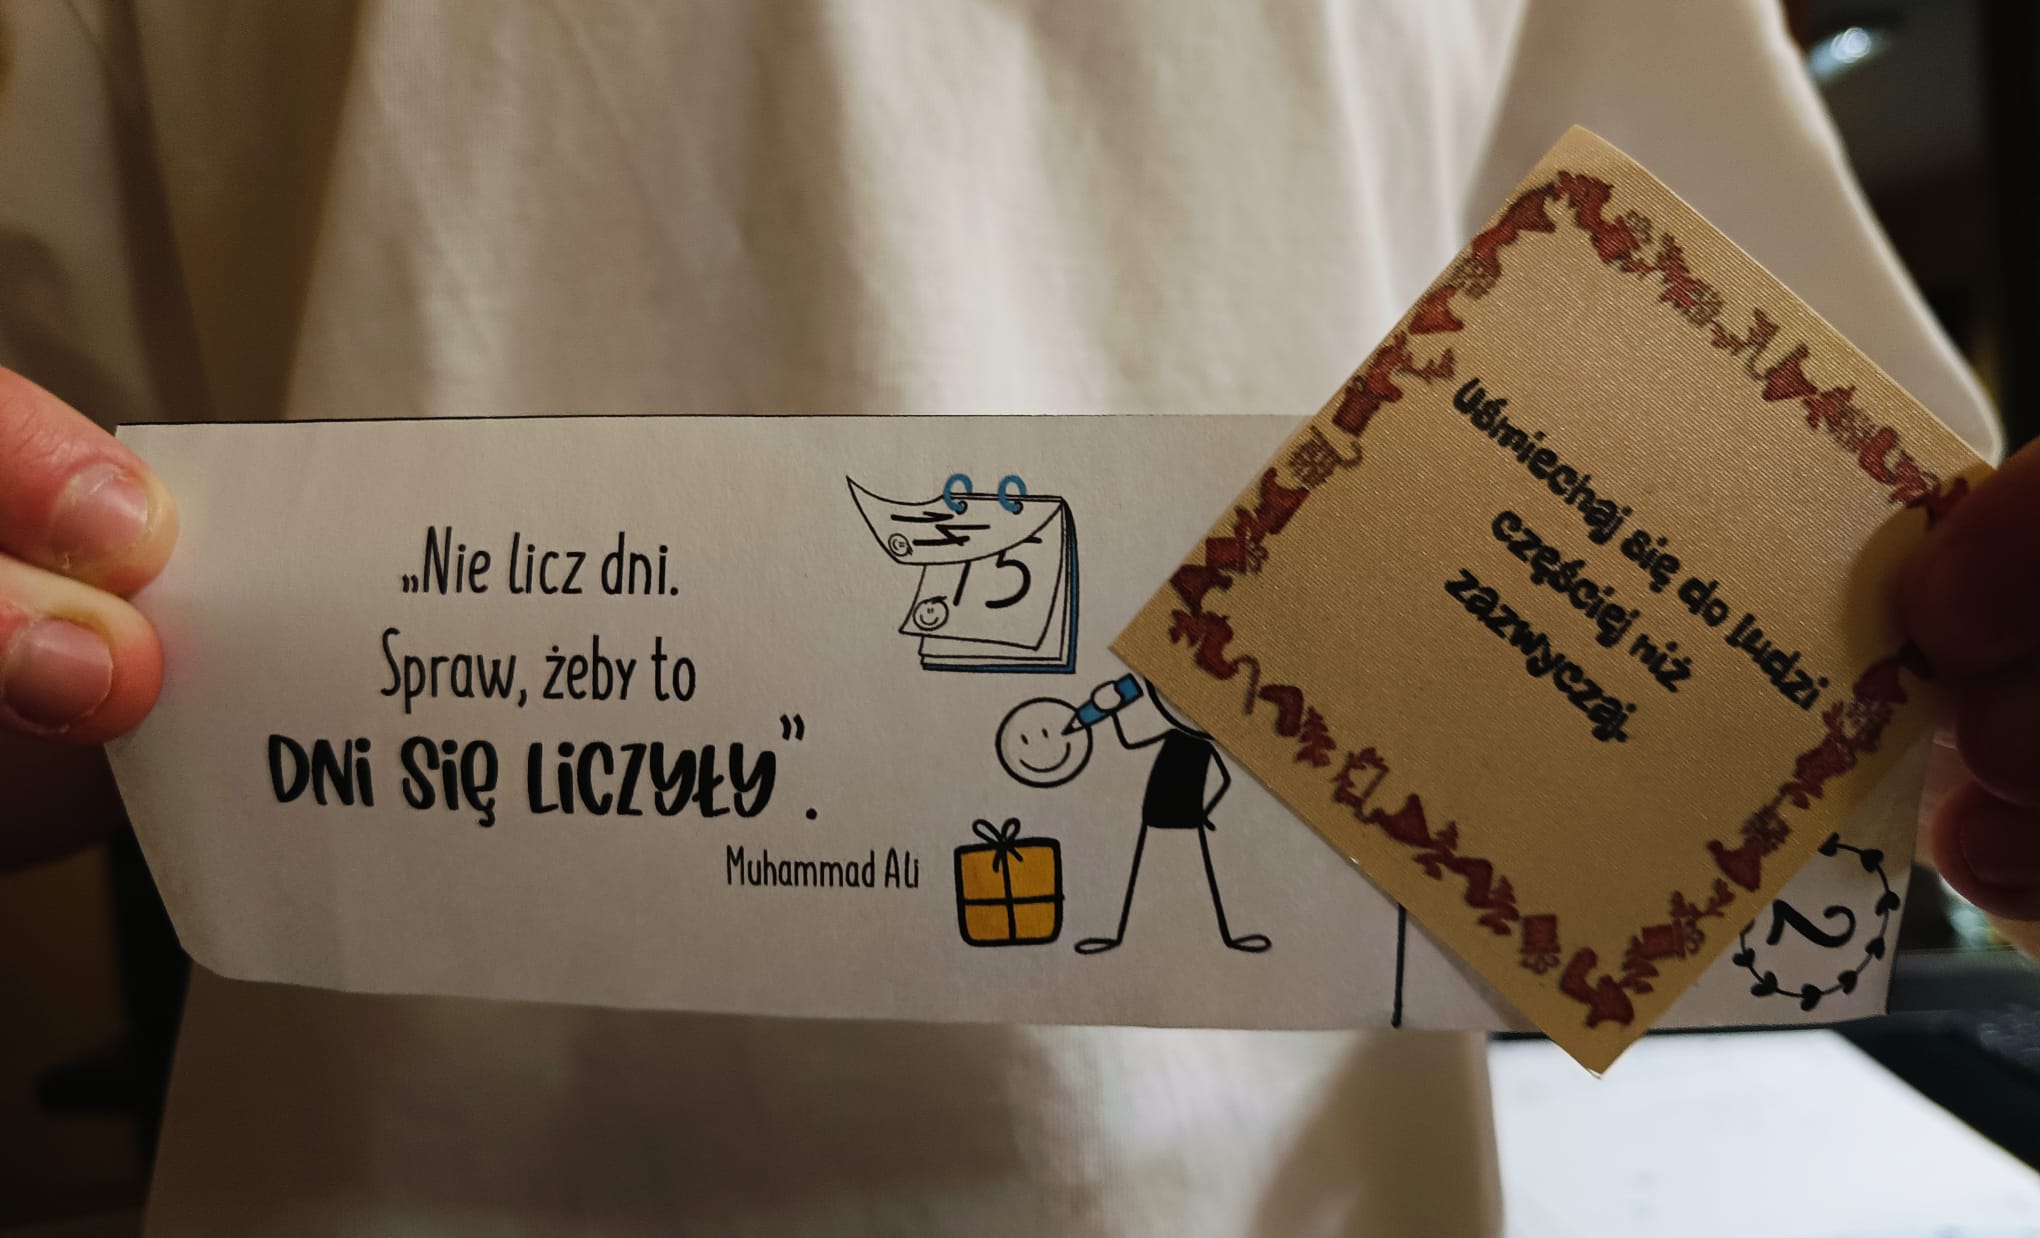 „Nie licz dni.
Spraw, żeby to
DNi SiĘ LiCZYŁY”.
Muhammad Ali
15
uśmiechaj się do ludzi
częściej niż
zazwyczaj.
2